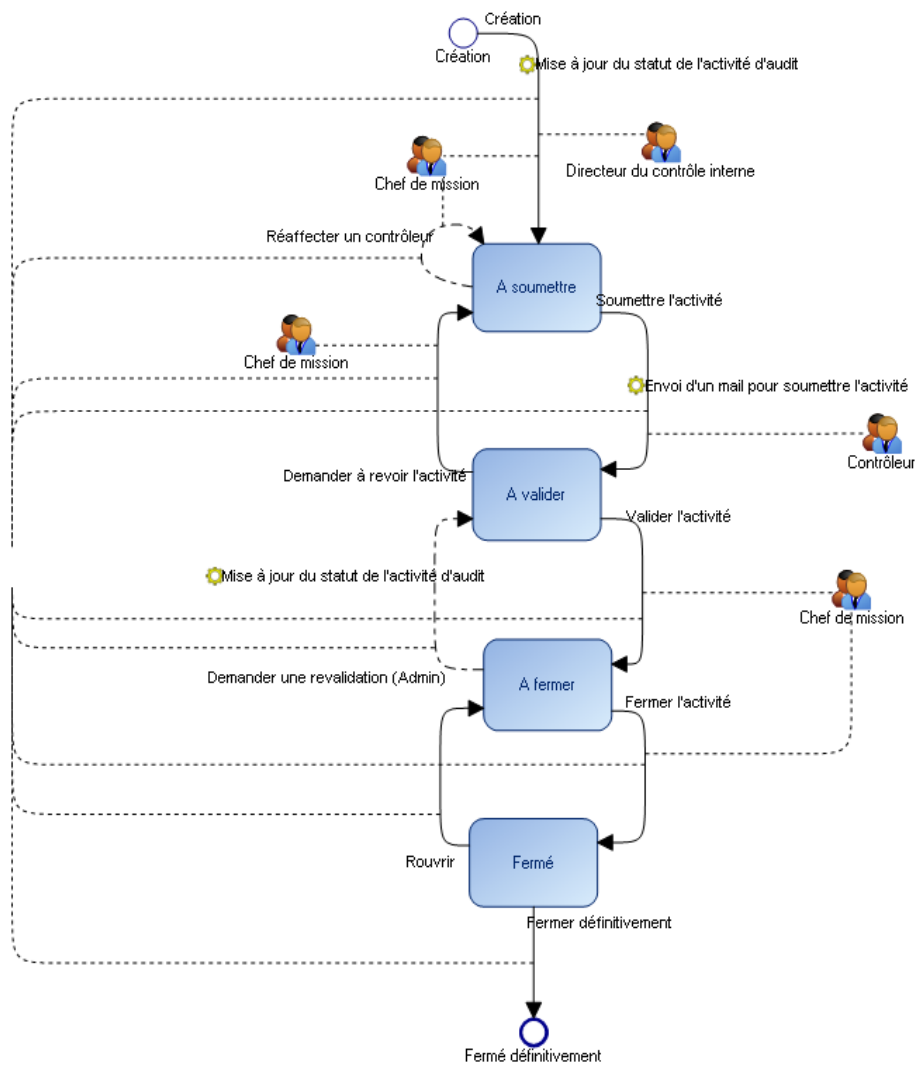 Création
Création
Mise à jour du statut de l'activité d'audit
Directeur du contrôle interne
Chef de mission
Réaffecter un contrôleur
A soumettre
Soumettre l'activité
Chef de mission
Envoi d'un mail pour soumettre l'activité
Contrôleur
Demander à revoir l'activité
A valider
Valider l'activité
Mise à jour du statut de l'activité d'audit
Chef de mission
Demander une revalidation (Admin)
A fermer
Fermer l'activité
Rouvrir
Fermé
Fermer définitivement
Fermé définitivement